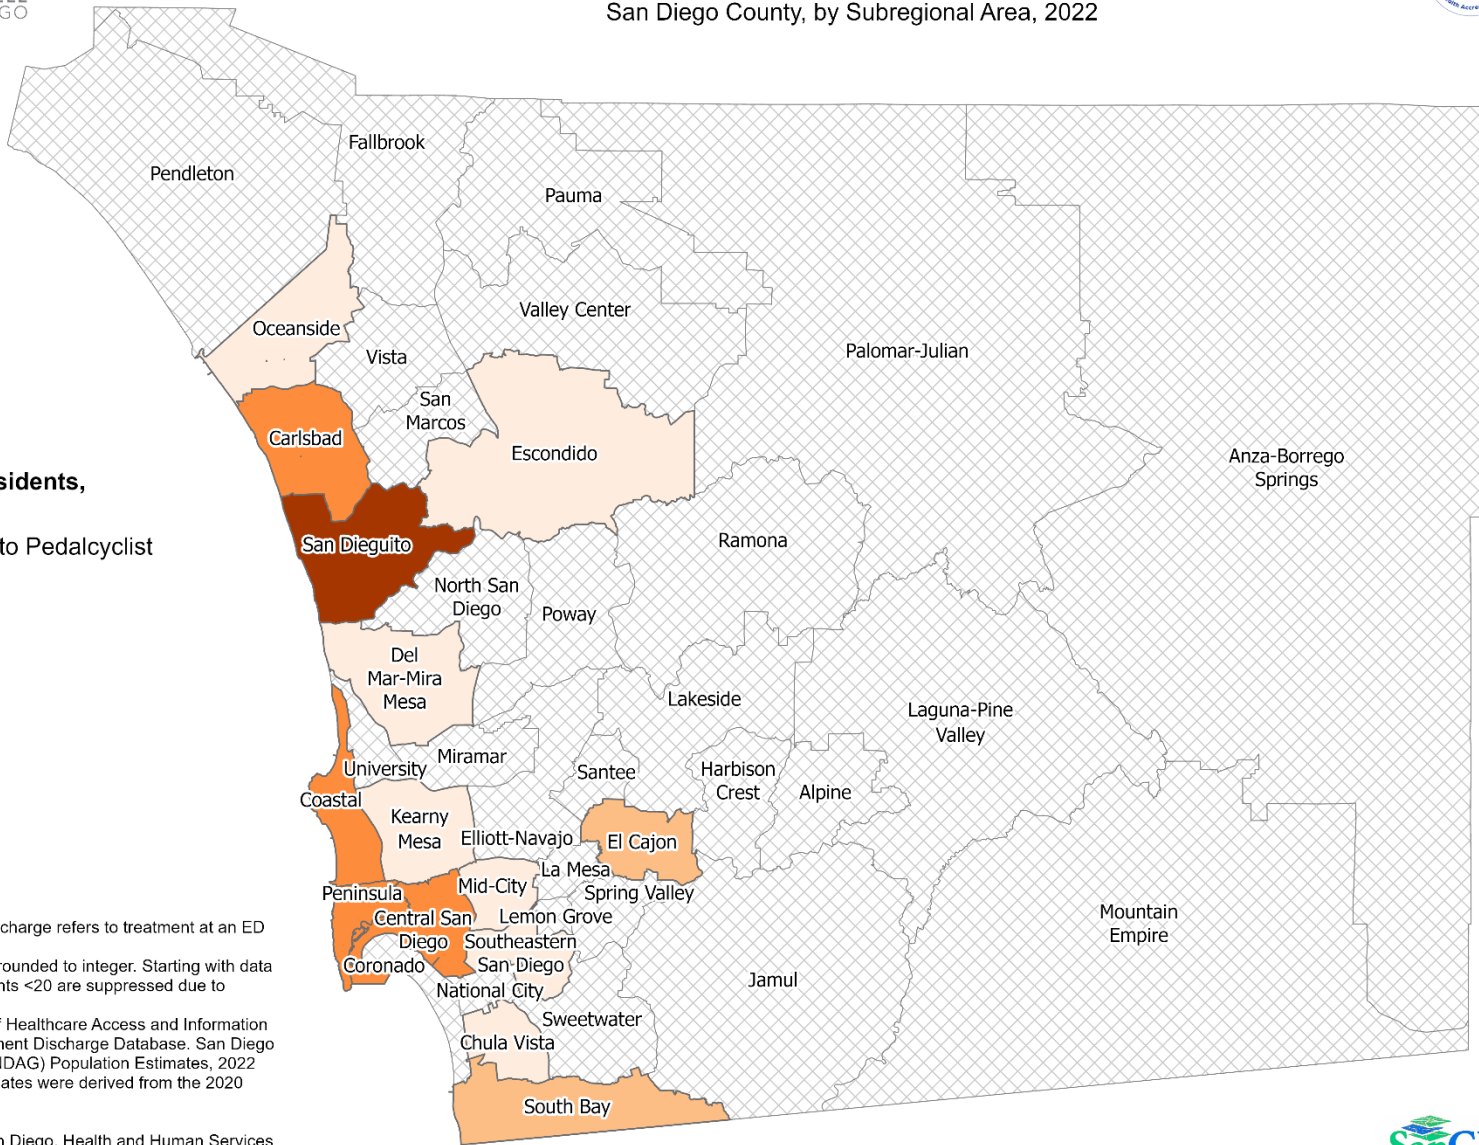 GO
San Diego County, by Subregional Area, 2022
Fallbrook
Pendleton
Pauma
Valley Center
Oceanside
Vista
Palomar-Julian
San
Marcos
Carlsbad
Escondido
Anza-Borrego
Springs
sidents,
to Pedalcyclist
San Dieguito
Ramona
North San
Diego
Poway
Del
Mar-Mira
Mesa
Lakeside
Laguna-Pine
Valley
Miramar
University
Santee
Harbison
Crest
Alpine
Coastal
Kearny
Mesa
Elliott-Navajo
El Cajon
La Mesa
Mid-City
Peninsula
Spring Valley
Central San
Diego
Lemon Grove
Mountain
Empire
Southeastern
San Diego
Coronado
Jamul
National City
Sweetwater
Chula Vista
South Bay
charge refers to treatment at an ED
rounded to integer. Starting with data
nts <20 are suppressed due to
f Healthcare Access and Information
nent Discharge Database. San Diego
NDAG) Population Estimates, 2022
ates were derived from the 2020
n Diego, Health and Human Services